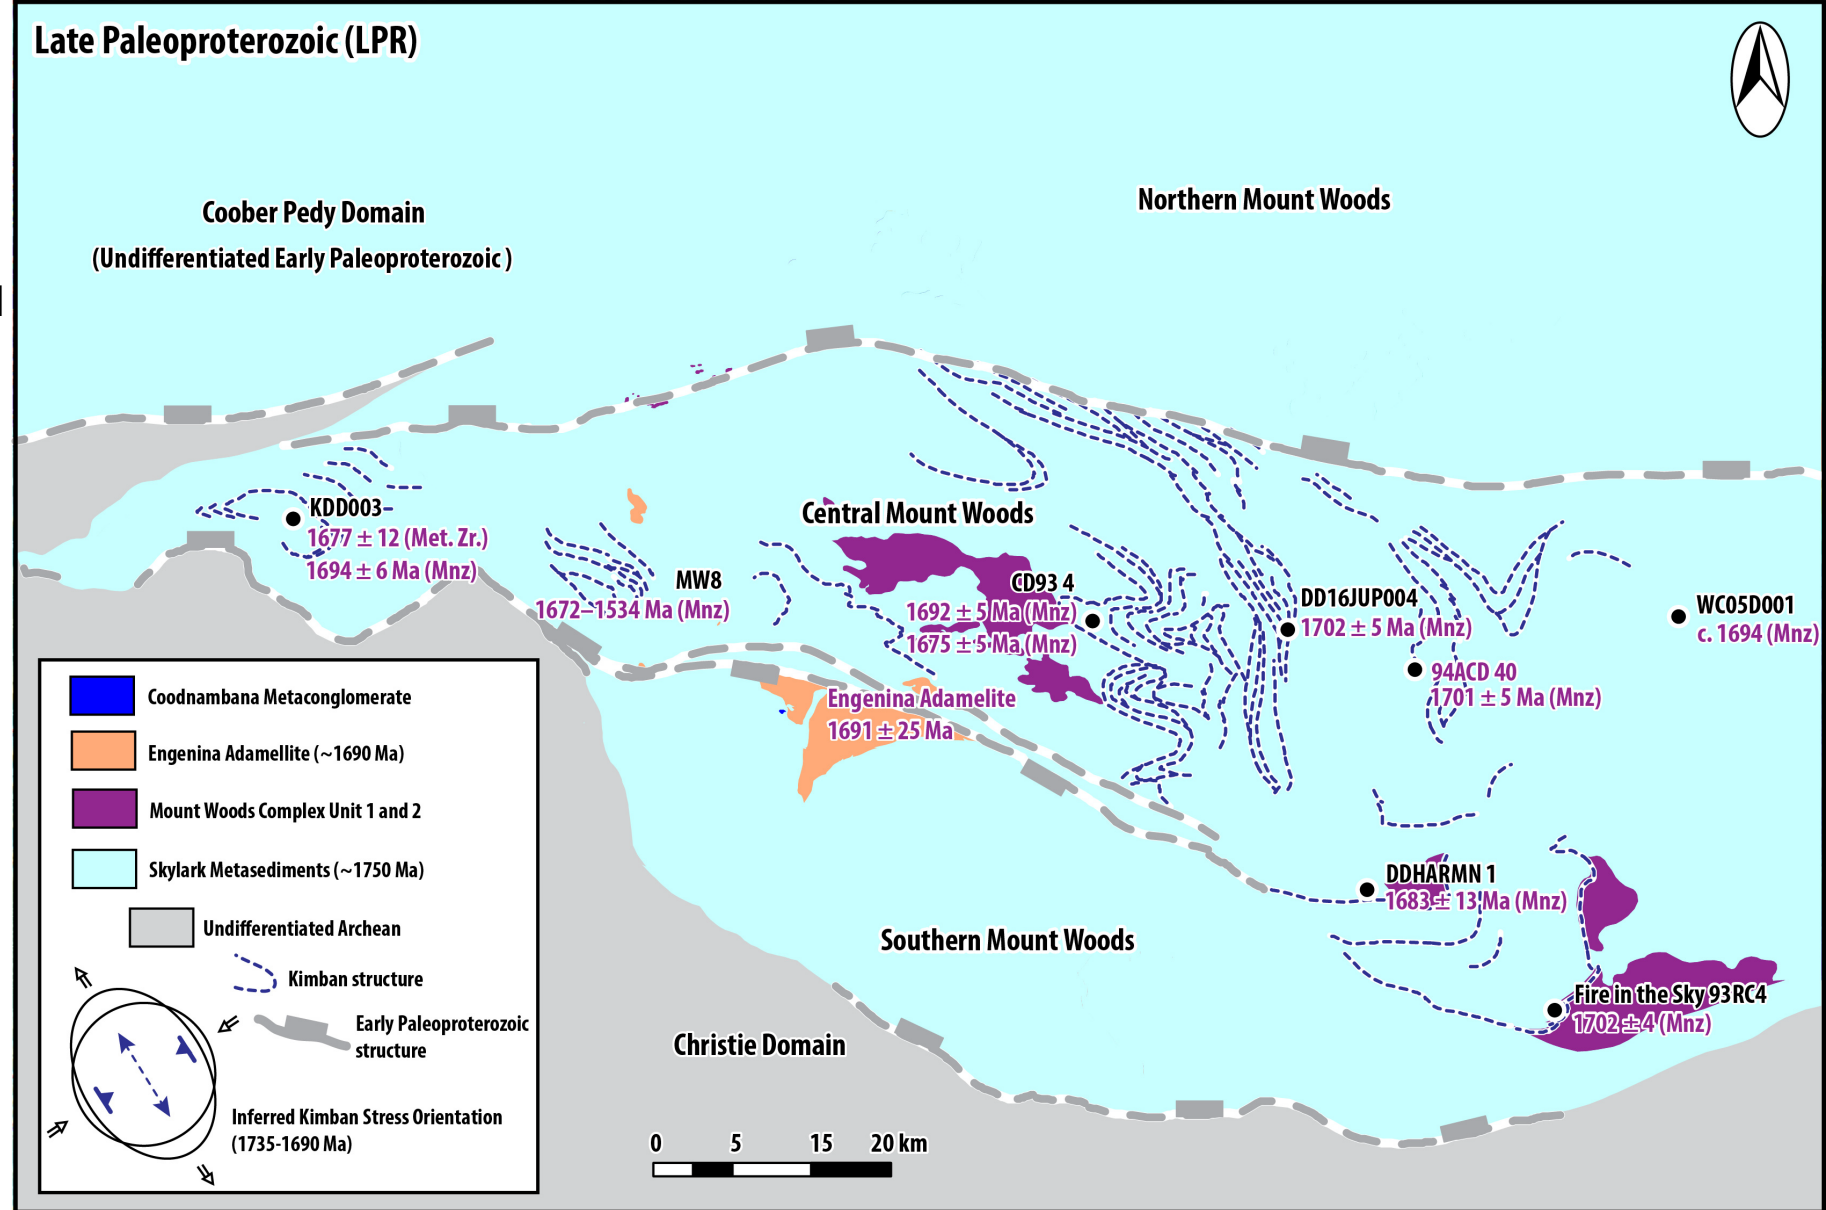 Late Paleoproterozoic (LPR)
Northern Mount Woods
Coober Pedy Domain
(Undifferentiated Early Paleoproterozoic )
KDD003
1677 ± 12 (Met. Zr.)
1694 ± 6 Ma (Mnz)
Central Mount Woods
MW8
1672–1534 Ma (Mnz)
CD93 4
1692 ± 5 Ma (Mnz)
1675 ± 5 Ma (Mnz)
DD16JUP004
1702 ± 5 Ma (Mnz)
WC05D001
c. 1694 (Mnz)
94ACD 40
1701 ± 5 Ma (Mnz)
Engenina Adamelite
1691 ± 25 Ma
DDHARMN 1
1683 ± 13 Ma (Mnz)
Southern Mount Woods
Fire in the Sky 93RC4
1702 ± 4 (Mnz)
Christie Domain
Coodnambana Metaconglomerate
Engenina Adamellite (~1690 Ma)
Mount Woods Complex Unit 1 and 2
Skylark Metasediments (~1750 Ma)
Undifferentiated Archean
Kimban structure
Early Paleoproterozoic
structure
Inferred Kimban Stress Orientation
(1735-1690 Ma)
0 5 15 20 km